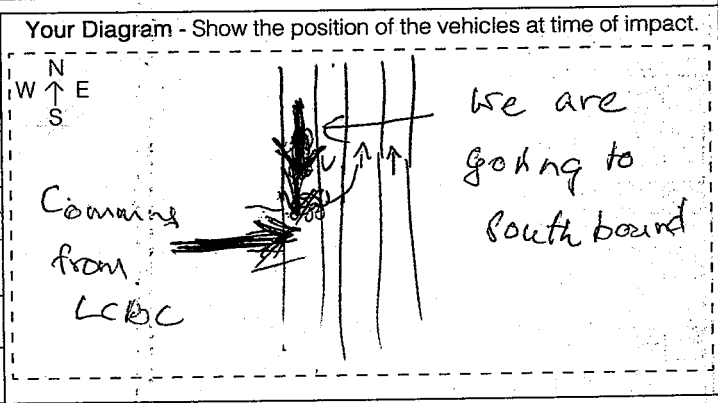 Your Diagram - Show the position of the vehicles at time of impact.
N
W ↑ E
S
We are
going to
South bound
Comming
from
LCBC